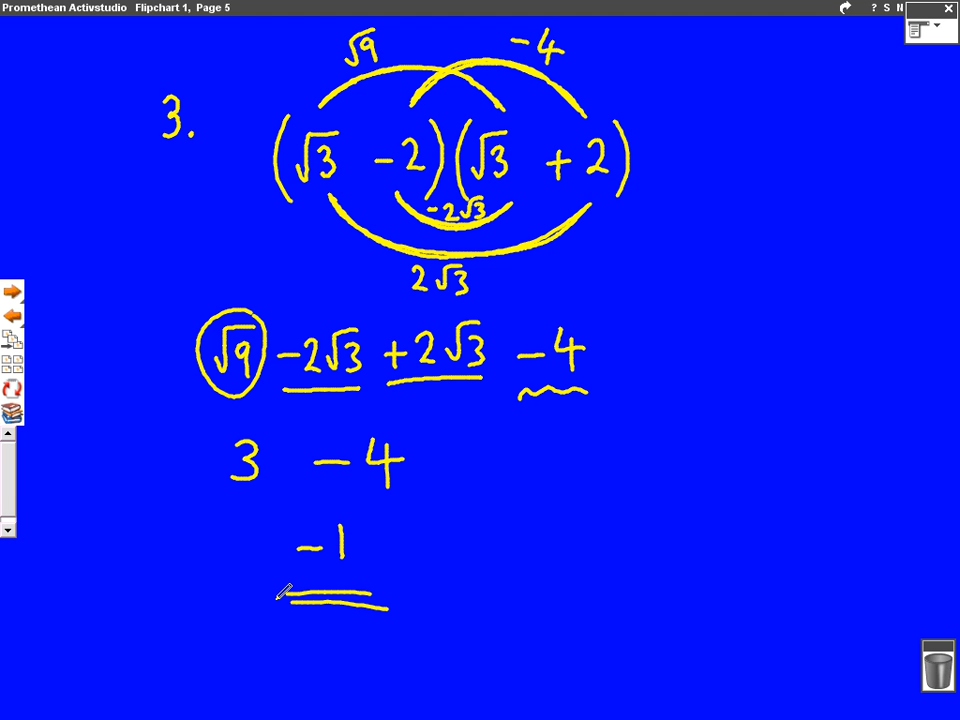 Promethean Activstudio Flipchart 1, Page 5
? S N
√9 -4
3. (√3 -2)(√3 +2)
-2√3
2√3
√9 -2√3 +2√3 -4
3 -4
-1